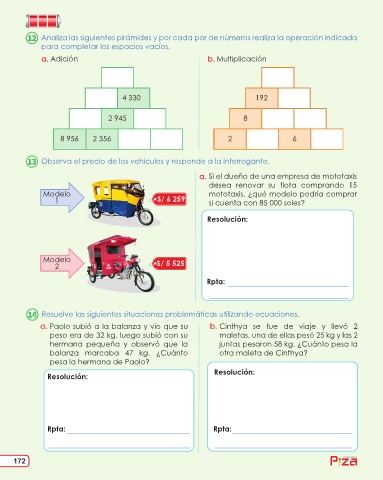 12 Analiza las siguientes pirámides y por cada par de números realiza la operación indicada
para completar los espacios vacíos.
a. Adición
4 330
2 945
8 956 2 356
b. Multiplicación
192
8
2 6
13 Observa el precio de los vehículos y responde a la interrogante.
Modelo
1
S/ 6 259
Modelo
2
S/ 5 525
a. Si el dueño de una empresa de mototaxis
desea renovar su flota comprando 15
mototaxis, ¿qué modelo podría comprar
si cuenta con 85 000 soles?
Resolución:
Rpta:
14 Resuelve las siguientes situaciones problemáticas utilizando ecuaciones.
a. Paolo subió a la balanza y vio que su
peso era de 32 kg, luego subió con su
hermana pequeña y observó que la
balanza marcaba 47 kg. ¿Cuánto
pesa la hermana de Paolo?
Resolución:
Rpta:
b. Cinthya se fue de viaje y llevó 2
maletas, una de ellas pesó 25 kg y las 2
juntas pesaron 58 kg. ¿Cuánto pesa la
otra maleta de Cinthya?
Resolución:
Rpta:
172
Pizza